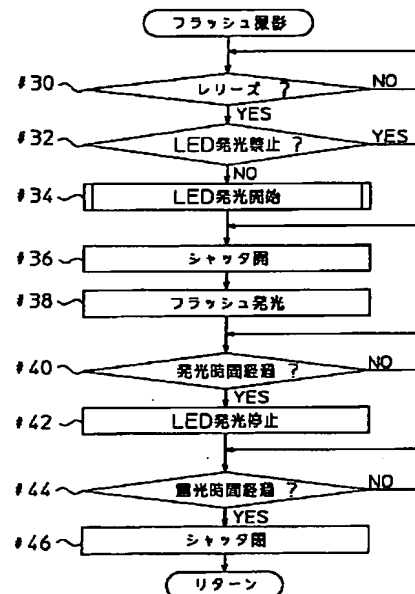 フラッシュ撮影
#30 レリーズ? NO
YES
#32 LED発光禁止? YES
NO
#34 LED発光開始
#36 シャッタ開
#38 フラッシュ発光
#40 発光時間経過? NO
YES
#42 LED発光停止
#44 露光時間経過? NO
YES
#46 シャッタ閉
リターン